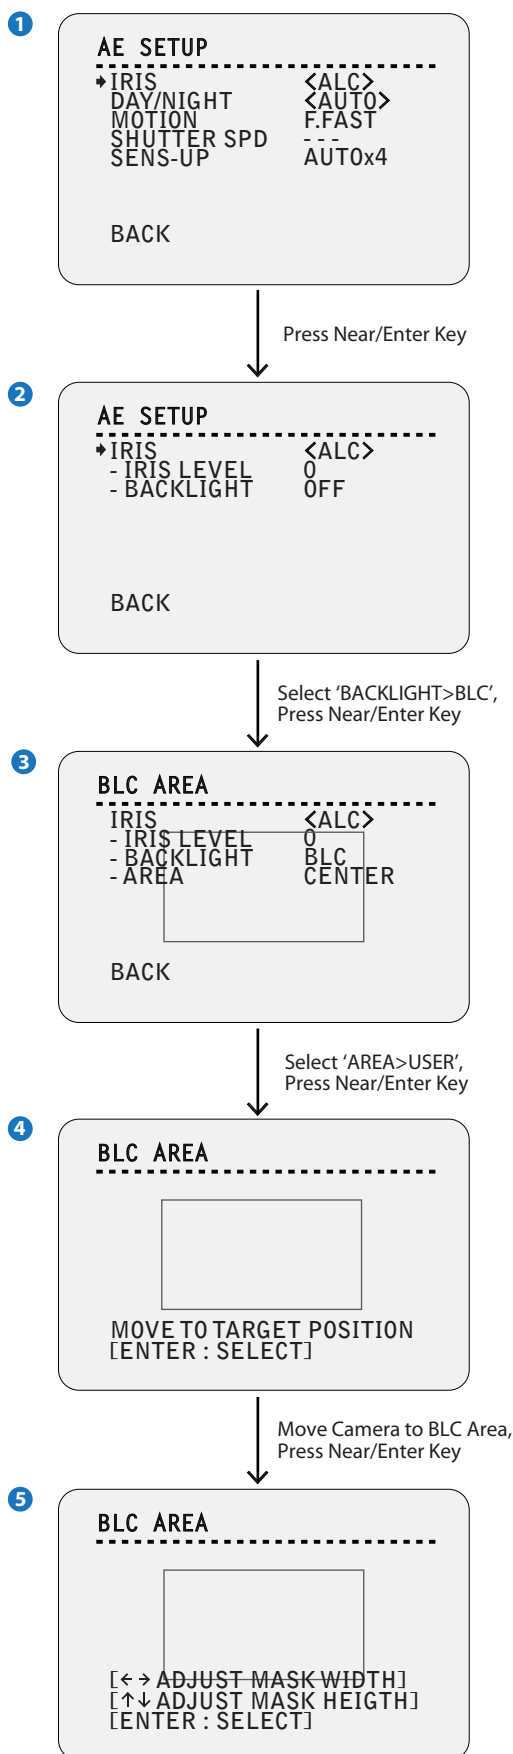 1
AE SETUP
IRIS <ALC>
DAY/NIGHT <AUTO>
MOTION F.FAST
SHUTTER SPD ---
SENS-UP AUTOx4
BACK
Press Near/Enter Key
2
AE SETUP
IRIS <ALC>
- IRIS LEVEL 0
- BACKLIGHT OFF
BACK
Select ‘BACKLIGHT>BLC’,
Press Near/Enter Key
3
BLC AREA
IRIS <ALC>
- IRIS LEVEL 0
- BACKLIGHT BLC
- AREA CENTER
BACK
Select ‘AREA>USER’,
Press Near/Enter Key
4
BLC AREA
MOVE TO TARGET POSITION
[ENTER : SELECT]
Move Camera to BLC Area,
Press Near/Enter Key
5
BLC AREA
[←→ ADJUST MASK WIDTH]
[↑↓ ADJUST MASK HEIGTH]
[ENTER : SELECT]